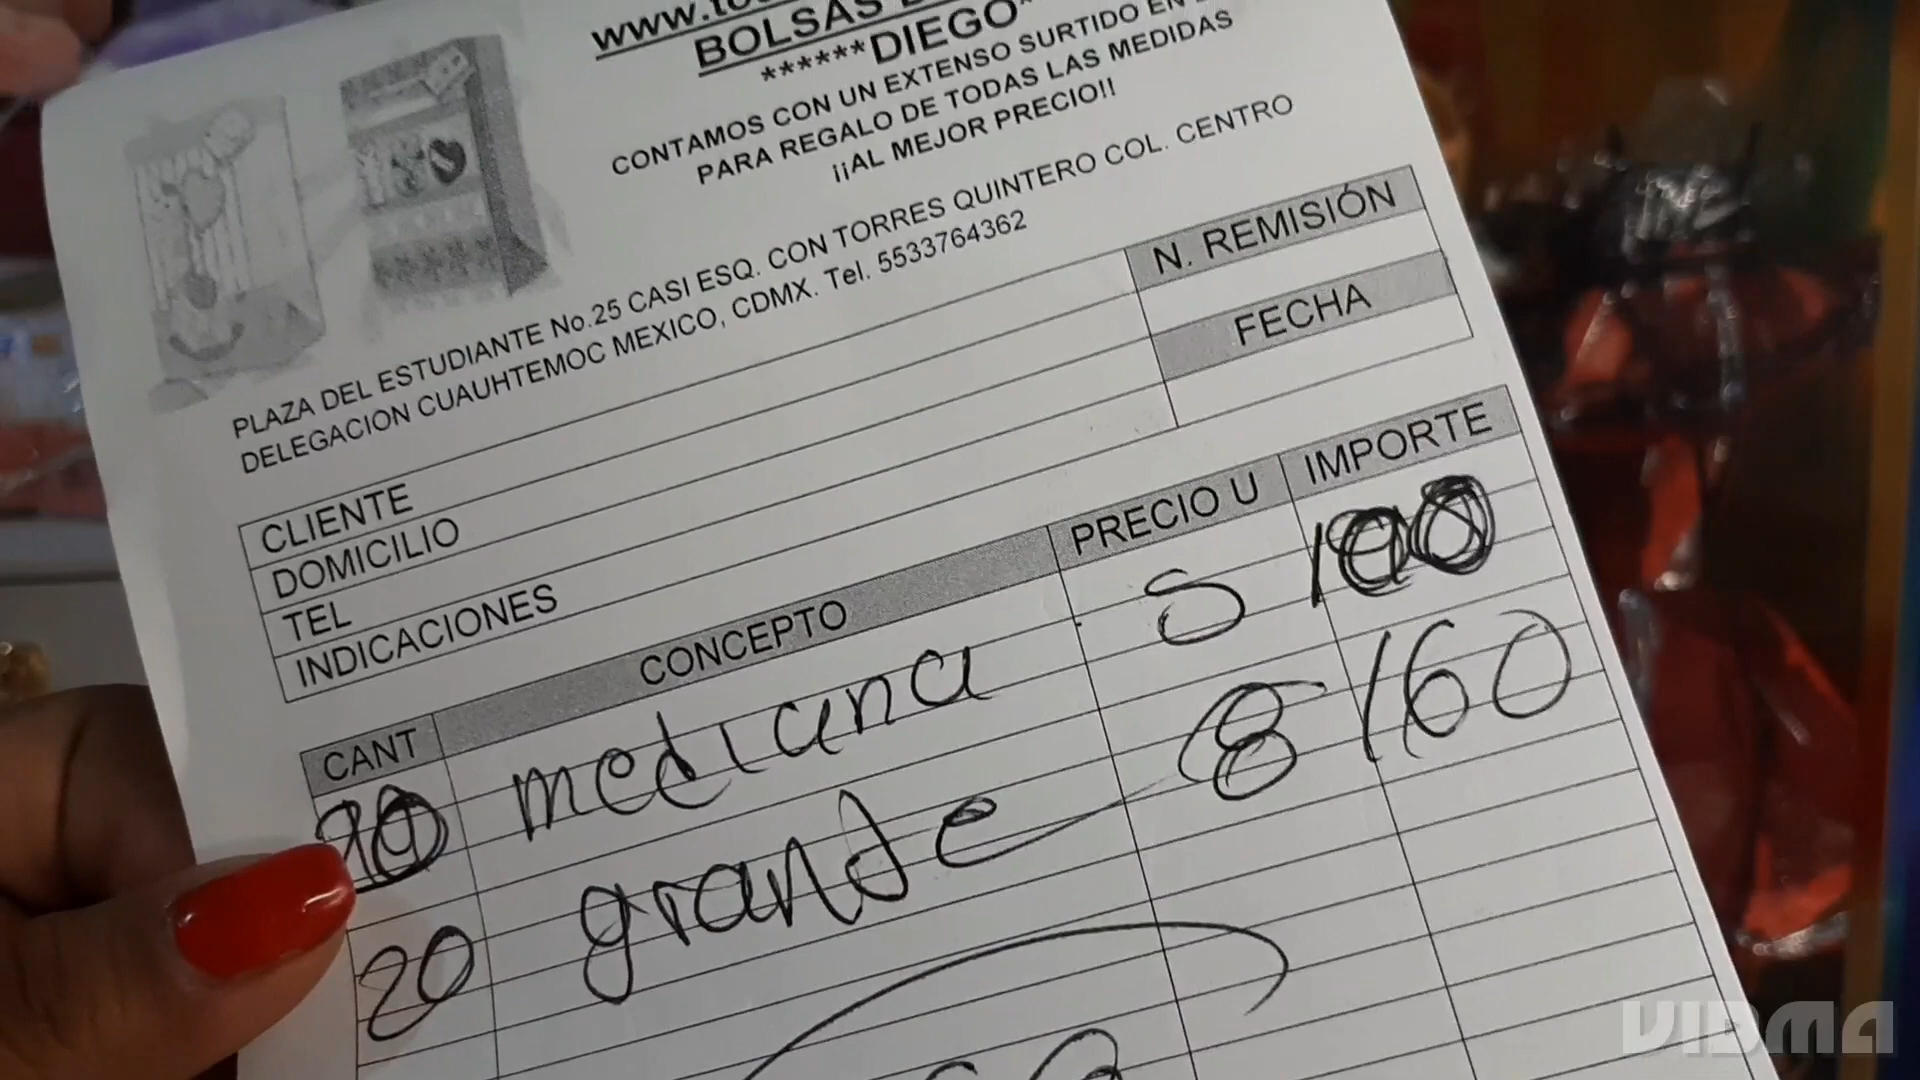 BOLSAS
******DIEGO*
CONTAMOS CON UN EXTENSO SURTIDO EN
PARA REGALO DE TODAS LAS MEDIDAS
¡¡AL MEJOR PRECIO!!
PLAZA DEL ESTUDIANTE No.25 CASI ESQ. CON TORRES QUINTERO COL. CENTRO
DELEGACION CUAUHTEMOC MEXICO, CDMX. Tel. 5533764362
N. REMISIÓN
FECHA
CLIENTE
DOMICILIO
TEL
INDICACIONES
CANT CONCEPTO PRECIO U IMPORTE
mediana 5 100
20 grande 8 160
VIDMA